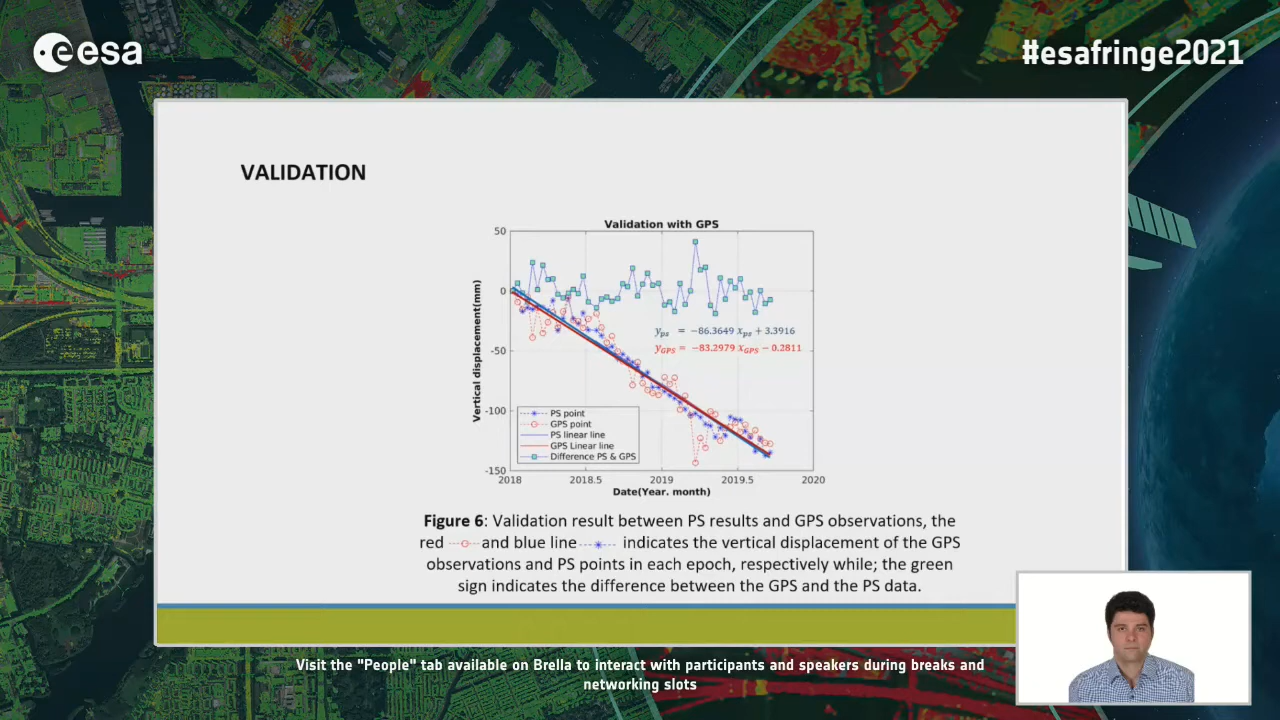 esa
#esafringe2021
VALIDATION
Validation with GPS
50
0
-50
-100
-150
Vertical displacement(mm)
y_ps = −86.3649 x_ps + 3.3916
y_GPS = −83.2979 x_GPS − 0.2811
PS point
GPS point
PS linear line
GPS Linear line
Difference PS & GPS
2018 2018.5 2019 2019.5 2020
Date(Year. month)
Figure 6: Validation result between PS results and GPS observations, the
red and blue line indicates the vertical displacement of the GPS
observations and PS points in each epoch, respectively while; the green
sign indicates the difference between the GPS and the PS data.
Visit the "People" tab available on Brella to interact with participants and speakers during breaks and
networking slots